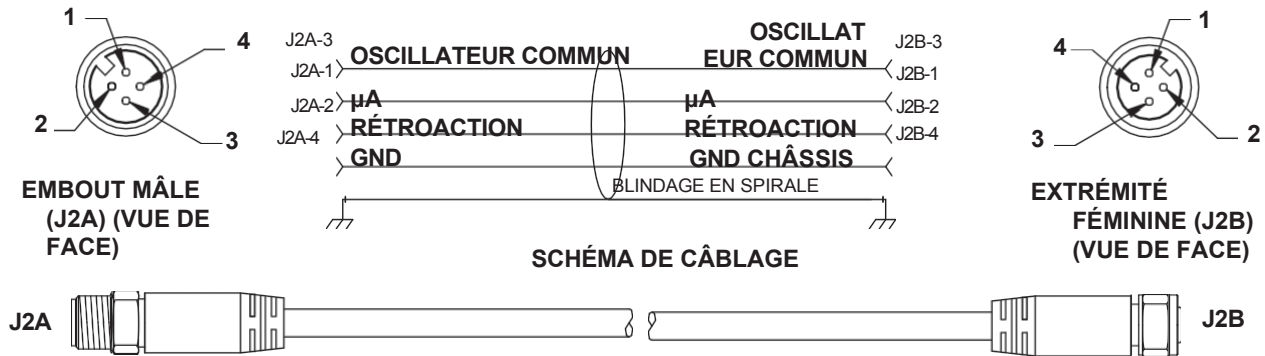 1
4
2
3
EMBOUT MÂLE
(J2A) (VUE DE
FACE)
J2A-3
J2A-1
J2A-2
J2A-4
OSCILLATEUR COMMUN
µA
RÉTROACTION
GND
OSCILLAT
EUR COMMUN
µA
RÉTROACTION
GND CHÂSSIS
BLINDAGE EN SPIRALE
J2B-3
J2B-1
J2B-2
J2B-4
1
4
3
2
EXTRÉMITÉ
FÉMININE (J2B)
(VUE DE FACE)
SCHÉMA DE CÂBLAGE
J2A
J2B